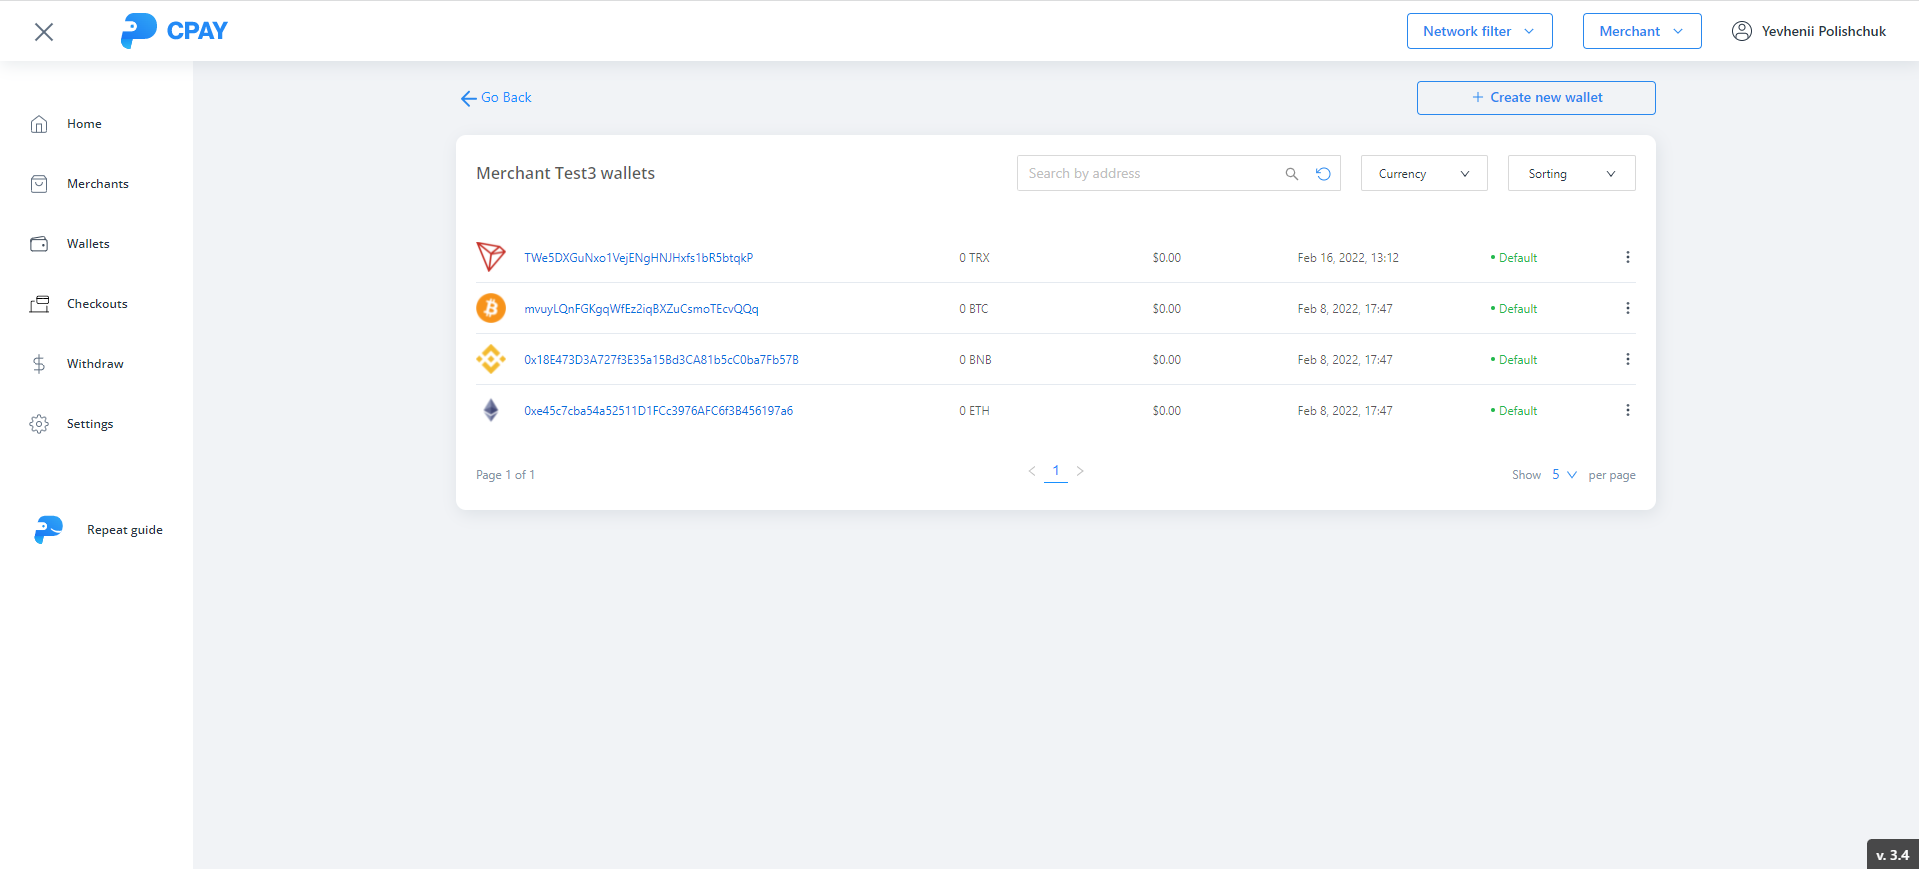 CPAY
Network filter
Merchant
Yevhenii Polishchuk
Home
Merchants
Wallets
Checkouts
Withdraw
Settings
Repeat guide
Go Back
+ Create new wallet
Merchant Test3 wallets
Search by address
Currency
Sorting
TWe5DXGuNxo1VejENgHNJHxfs1bR5btqkP 0 TRX $0.00 Feb 16, 2022, 13:12 • Default
mvuyLQnFGKgqWfEz2iqBXZuCsmoTEcvQQq 0 BTC $0.00 Feb 8, 2022, 17:47 • Default
0x18E473D3A727f3E35a15Bd3CA81b5cC0ba7Fb57B 0 BNB $0.00 Feb 8, 2022, 17:47 • Default
0xe45c7cba54a52511D1FCc3976AFC6f3B456197a6 0 ETH $0.00 Feb 8, 2022, 17:47 • Default
Page 1 of 1
< 1 >
Show 5 per page
v. 3.4